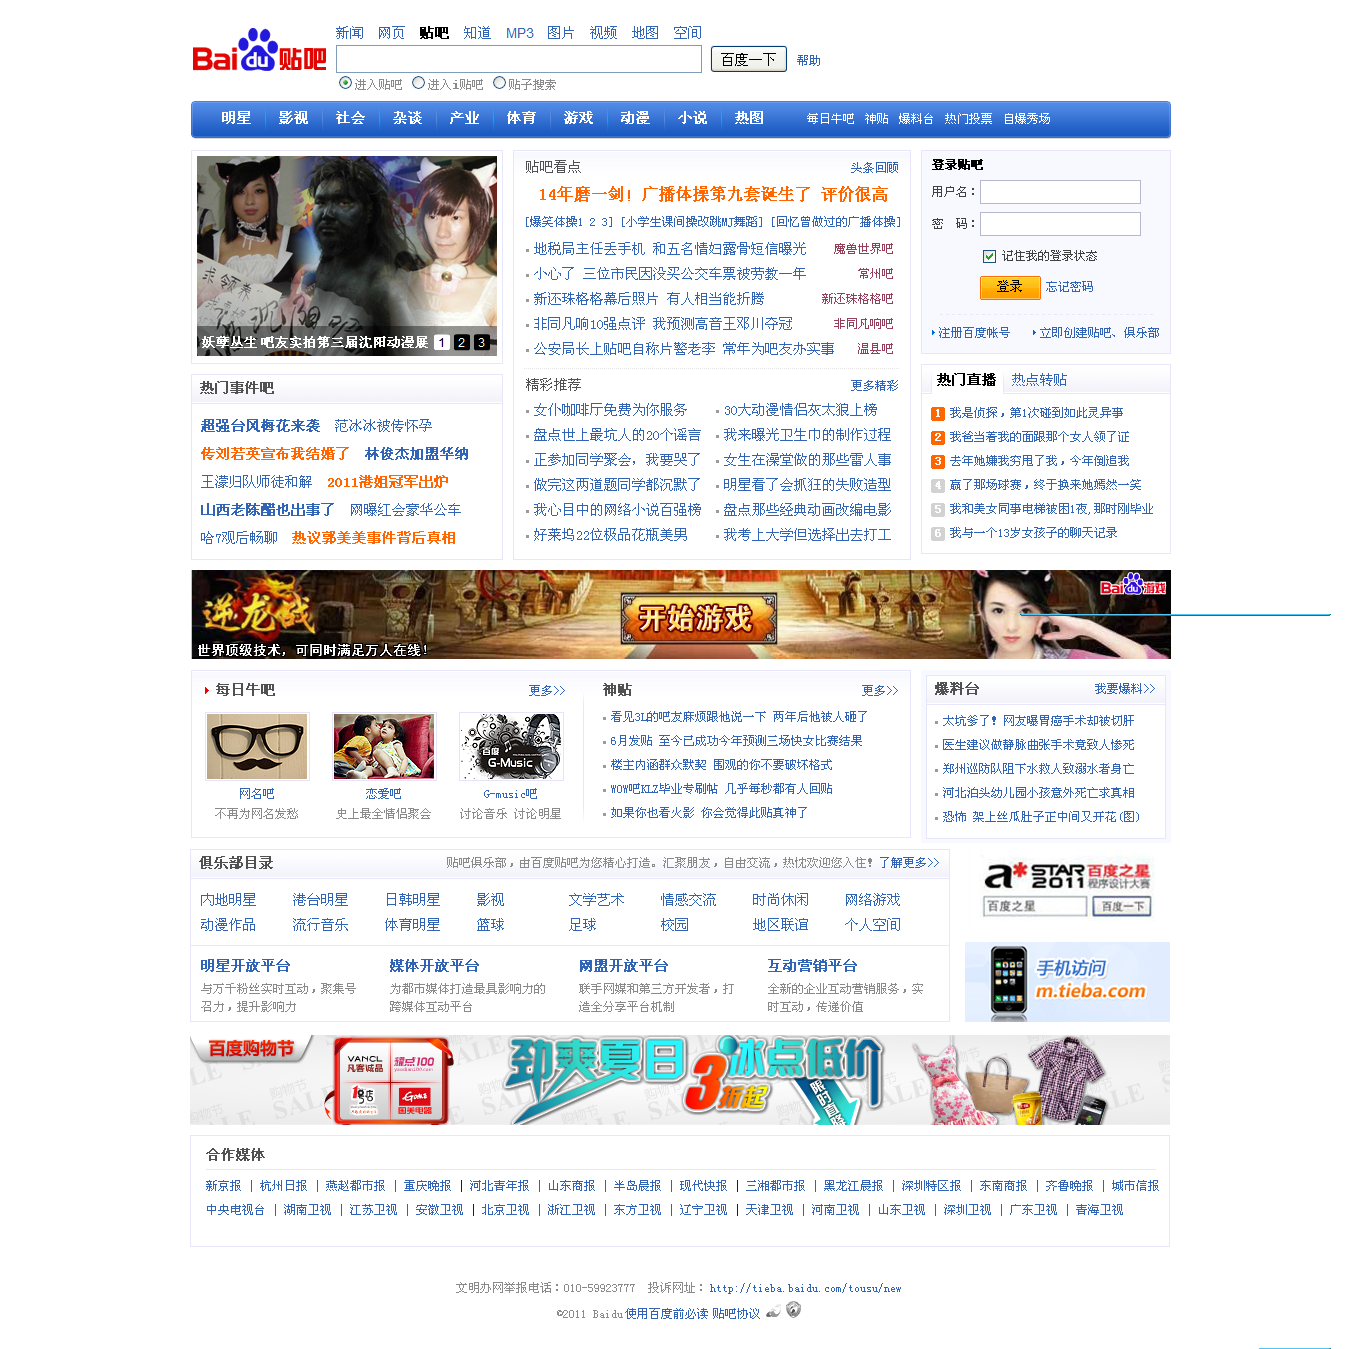 新闻 网页 贴吧 知道 MP3 图片 视频 地图 空间
Bai du 贴吧
百度一下 帮助
进入贴吧 进入i贴吧 贴子搜索
明星 影视 社会 杂谈 产业 体育 游戏 动漫 小说 热图 每日牛吧 神贴 爆料台 热门投票 自爆秀场
妖孽丛生 吧友实拍第三届沈阳动漫展 1 2 3
热门事件吧
超强台风梅花来袭 范冰冰被传怀孕
传刘若英宣布我结婚了 林俊杰加盟华纳
王濛归队师徒和解 2011港姐冠军出炉
山西老陈醋也出事了 网曝红会豪华公车
哈7观后畅聊 热议郭美美事件背后真相
贴吧看点 头条回顾
14年磨一剑! 广播体操第九套诞生了 评价很高
[爆笑体操1 2 3] [小学生课间操改跳MJ舞蹈] [回忆曾做过的广播体操]
地税局主任丢手机 和五名情妇露骨短信曝光 魔兽世界吧
小心了 三位市民因没买公交车票被劳教一年 常州吧
新还珠格格幕后照片 有人相当能折腾 新还珠格格吧
非同凡响10强点评 我预测高音王邓川夺冠 非同凡响吧
公安局长上贴吧自称片警老李 常年为吧友办实事 温县吧
精彩推荐 更多精彩
女仆咖啡厅免费为你服务 30大动漫情侣灰太狼上榜
盘点世上最坑人的20个谣言 我来曝光卫生巾的制作过程
正参加同学聚会，我要哭了 女生在澡堂做的那些雷人事
做完这两道题同学都沉默了 明星看了会抓狂的失败造型
我心目中的网络小说百强榜 盘点那些经典动画改编电影
好莱坞22位极品花瓶美男 我考上大学但选择出去打工
登录贴吧
用户名：
密 码：
记住我的登录状态
登录 忘记密码
注册百度帐号 立即创建贴吧、俱乐部
热门直播 热点转贴
1 我是侦探，第1次碰到如此灵异事
2 我爸当着我的面跟那个女人领了证
3 去年她嫌我穷甩了我，今年倒追我
4 赢了那场球赛，终于换来她嫣然一笑
5 我和美女同事电梯被困1夜,那时刚毕业
6 我与一个13岁女孩子的聊天记录
逆龙战
世界顶级技术，可同时满足万人在线!
开始游戏
Bai du 游戏
每日牛吧 更多>>
百度
G-Music
网名吧 恋爱吧 G-music吧
不再为网名发愁 史上最全情侣聚会 讨论音乐 讨论明星
神贴 更多>>
看见3L的吧友麻烦跟他说一下 两年后他被人砸了
6月发贴 至今已成功今年预测三场快女比赛结果
楼主内涵群众默契 围观的你不要破坏格式
WOW吧KLZ毕业专刷帖 几乎每秒都有人回贴
如果你也看火影 你会觉得此贴真神了
爆料台 我要爆料>>
太坑爹了! 网友曝胃癌手术却被切肝
医生建议做静脉曲张手术竟致人惨死
郑州巡防队阻下水救人致溺水者身亡
河北泊头幼儿园小孩意外死亡求真相
恐怖 架上丝瓜肚子正中间又开花(图)
俱乐部目录 贴吧俱乐部，由百度贴吧为您精心打造。汇聚朋友，自由交流，热忱欢迎您入住! 了解更多>>
内地明星 港台明星 日韩明星 影视 文学艺术 情感交流 时尚休闲 网络游戏
动漫作品 流行音乐 体育明星 篮球 足球 校园 地区联谊 个人空间
明星开放平台 媒体开放平台 网盟开放平台 互动营销平台
与万千粉丝实时互动，聚集号召力，提升影响力
为都市媒体打造最具影响力的跨媒体互动平台
联手网媒和第三方开发者，打造全分享平台机制
全新的企业互动营销服务，实时互动，传递价值
a* STAR 2011 百度之星
程序设计大赛
百度之星 百度一下
手机访问
m.tieba.com
百度购物节
VANCL 凡客诚品 耀点100
1号店 GOME 国美电器
劲爽夏日 冰点低价
3折起
合作媒体
新京报 | 杭州日报 | 燕赵都市报 | 重庆晚报 | 河北青年报 | 山东商报 | 半岛晨报 | 现代快报 | 三湘都市报 | 黑龙江晨报 | 深圳特区报 | 东南商报 | 齐鲁晚报 | 城市信报
中央电视台 | 湖南卫视 | 江苏卫视 | 安徽卫视 | 北京卫视 | 浙江卫视 | 东方卫视 | 辽宁卫视 | 天津卫视 | 河南卫视 | 山东卫视 | 深圳卫视 | 广东卫视 | 青海卫视
文明办网举报电话：010-59923777 投诉网址：http://tieba.baidu.com/tousu/new
©2011 Baidu 使用百度前必读 贴吧协议